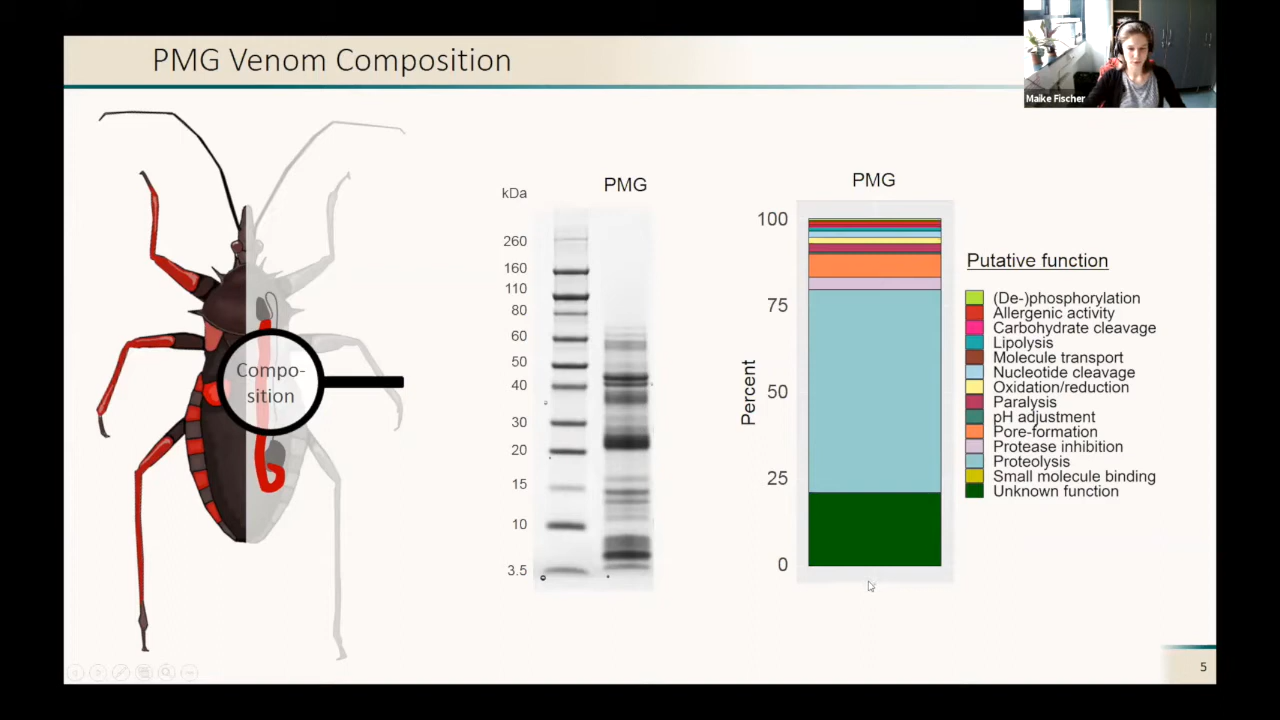 PMG Venom Composition
Maike Fischer
Compo-
sition
kDa
PMG
260
160
110
80
60
50
40
30
20
15
10
3.5
PMG
Percent
100
75
50
25
0
Putative function
(De-)phosphorylation
Allergenic activity
Carbohydrate cleavage
Lipolysis
Molecule transport
Nucleotide cleavage
Oxidation/reduction
Paralysis
pH adjustment
Pore-formation
Protease inhibition
Proteolysis
Small molecule binding
Unknown function
5